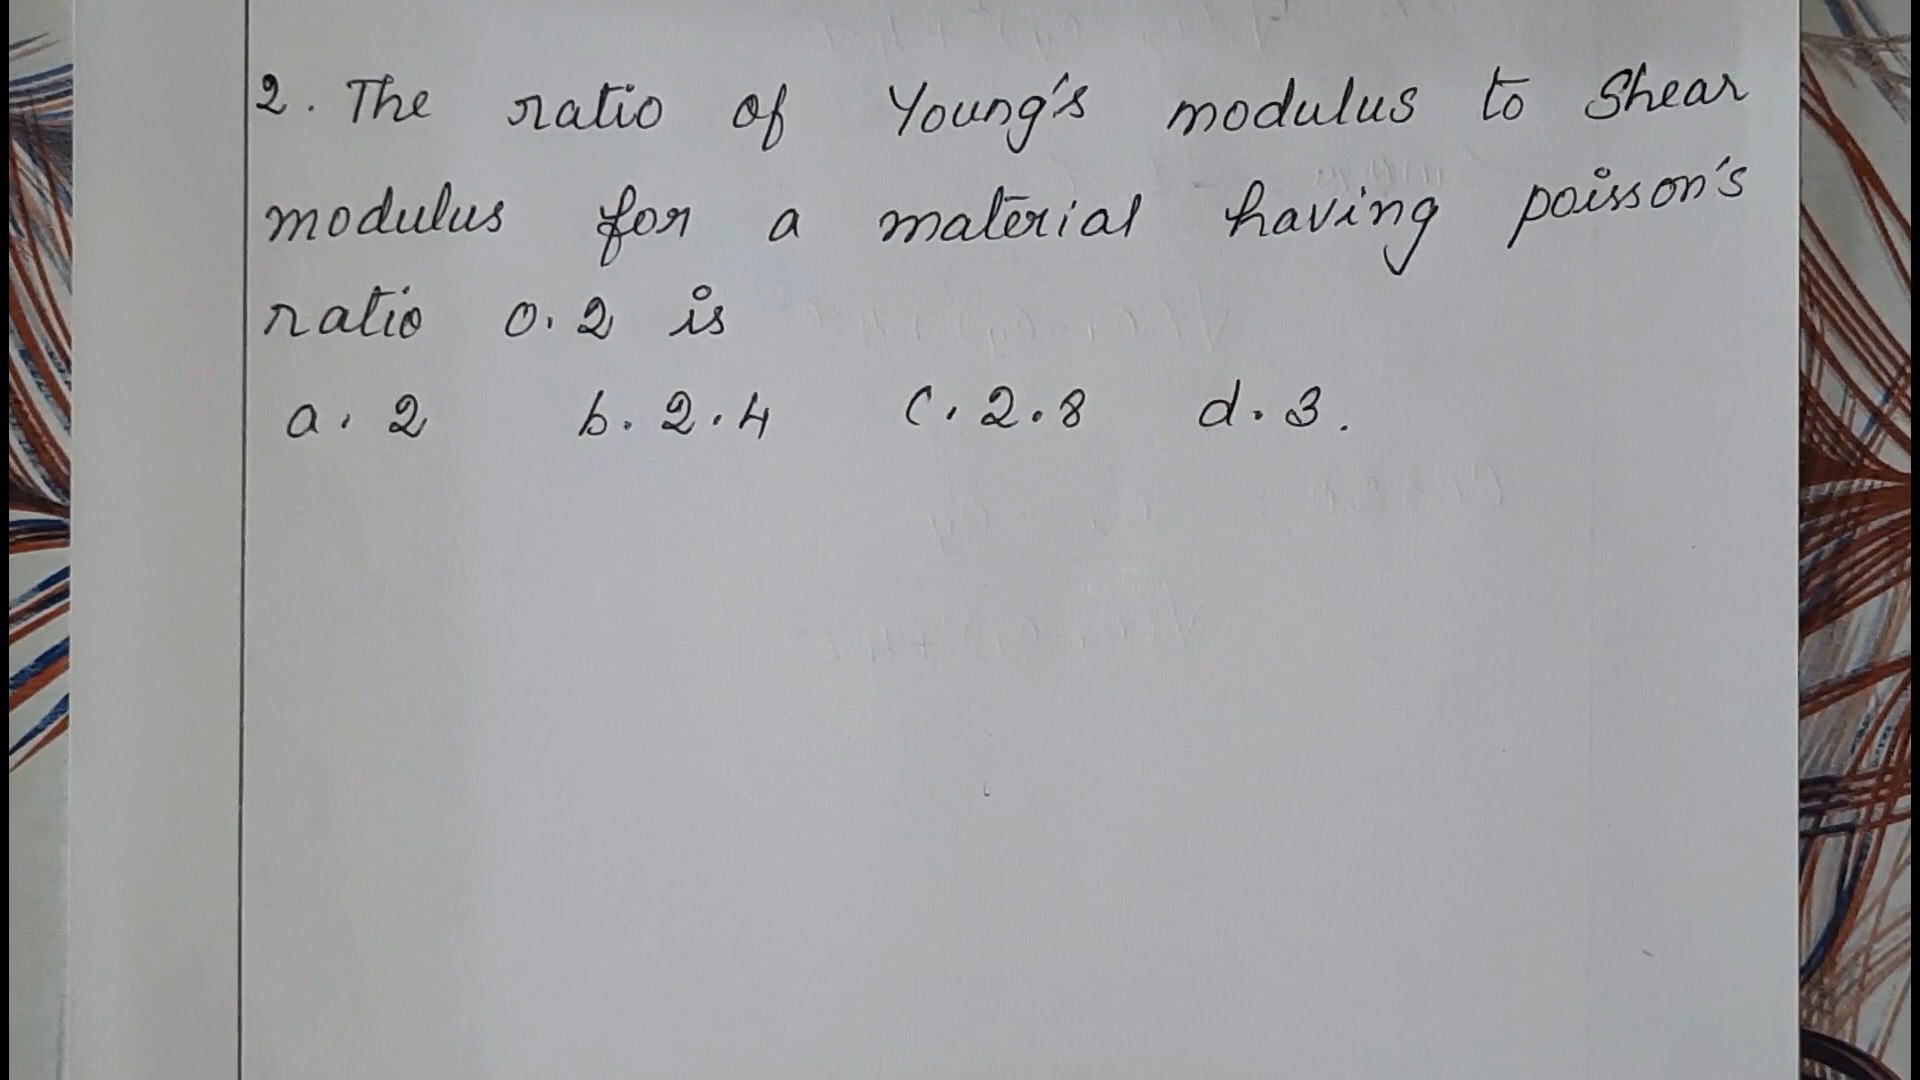 2. The ratio of Young's modulus to Shear
modulus for a material having poisson's
ratio 0.2 is
a. 2 b. 2.4 c. 2.8 d. 3.